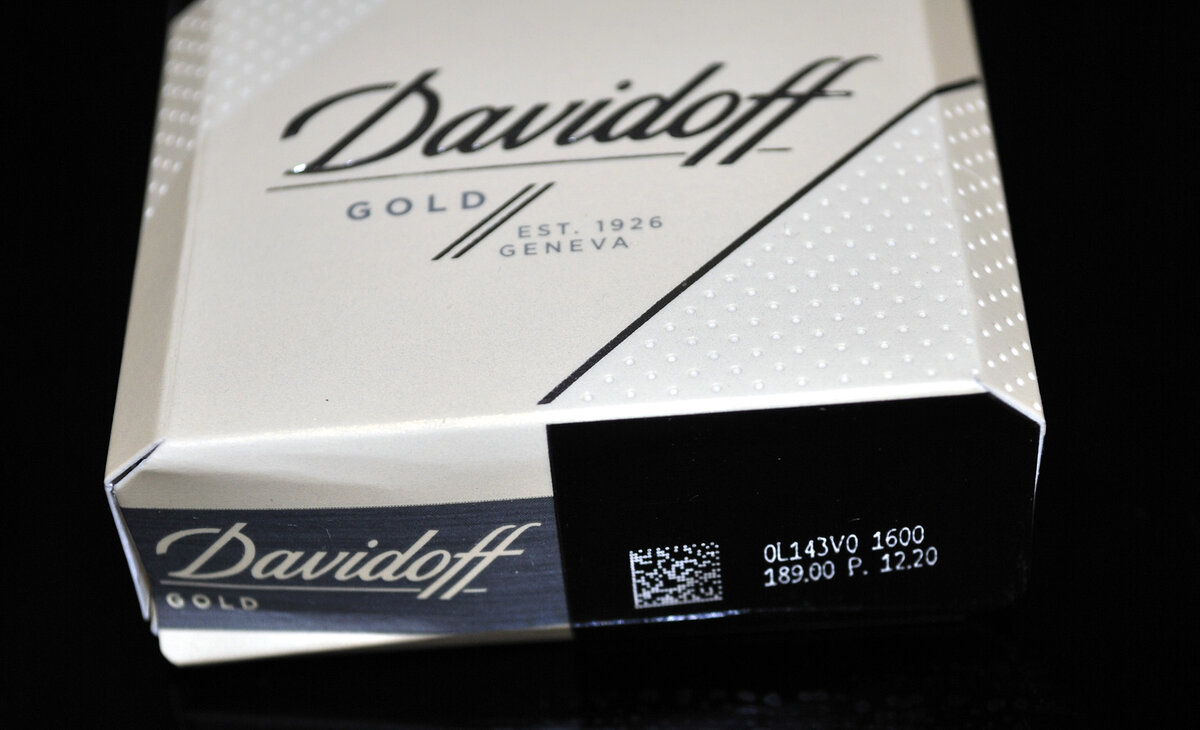 Davidoff
GOLD
EST. 1926
GENEVA
Davidoff
GOLD
0L143V0 1600
189.00 P. 12.20